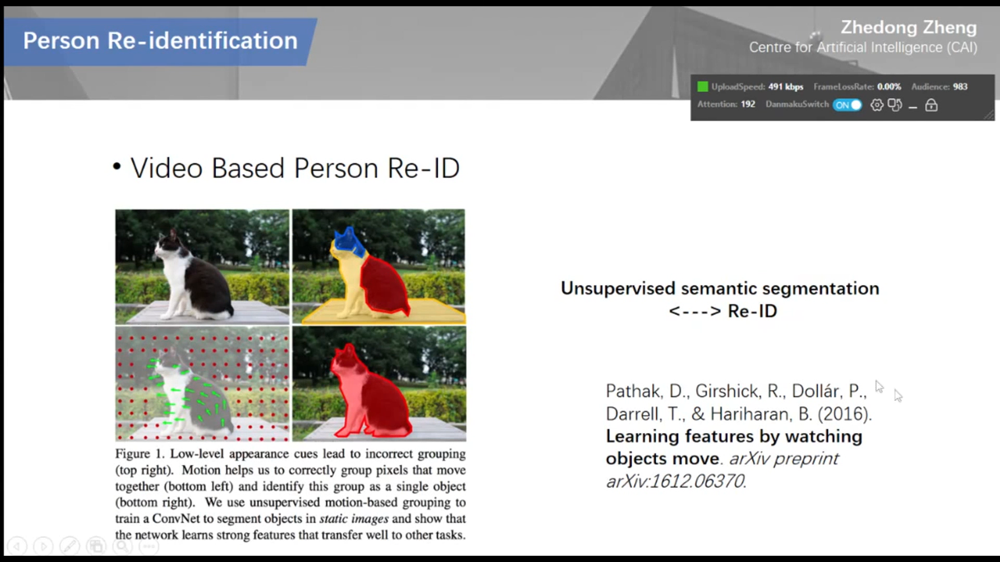 Person Re-identification
Zhedong Zheng
Centre for Artificial Intelligence (CAI)
UploadSpeed: 491 kbps FrameLossRate: 0.00% Audience: 983
Attention: 192 DanmakuSwitch ON
• Video Based Person Re-ID
Unsupervised semantic segmentation
<---> Re-ID
Pathak, D., Girshick, R., Dollár, P.,
Darrell, T., & Hariharan, B. (2016).
Learning features by watching
objects move. arXiv preprint
arXiv:1612.06370.
Figure 1. Low-level appearance cues lead to incorrect grouping
(top right). Motion helps us to correctly group pixels that move
together (bottom left) and identify this group as a single object
(bottom right). We use unsupervised motion-based grouping to
train a ConvNet to segment objects in static images and show that
the network learns strong features that transfer well to other tasks.